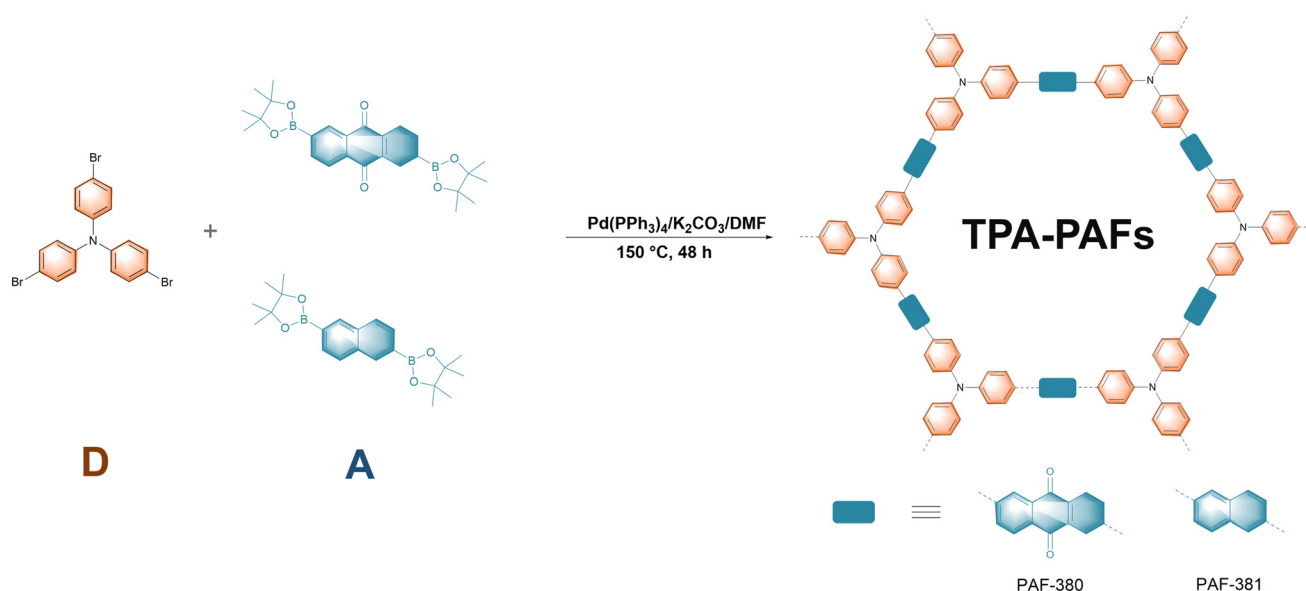 Br
N
Br
Br
+
O
B
O
O
O
B
O
O
O
B
O
B
O
O
D
A
Pd(PPh₃)₄/K₂CO₃/DMF
150 °C, 48 h
N
N
N
N
N
N
TPA-PAFs
O
O
PAF-380
PAF-381